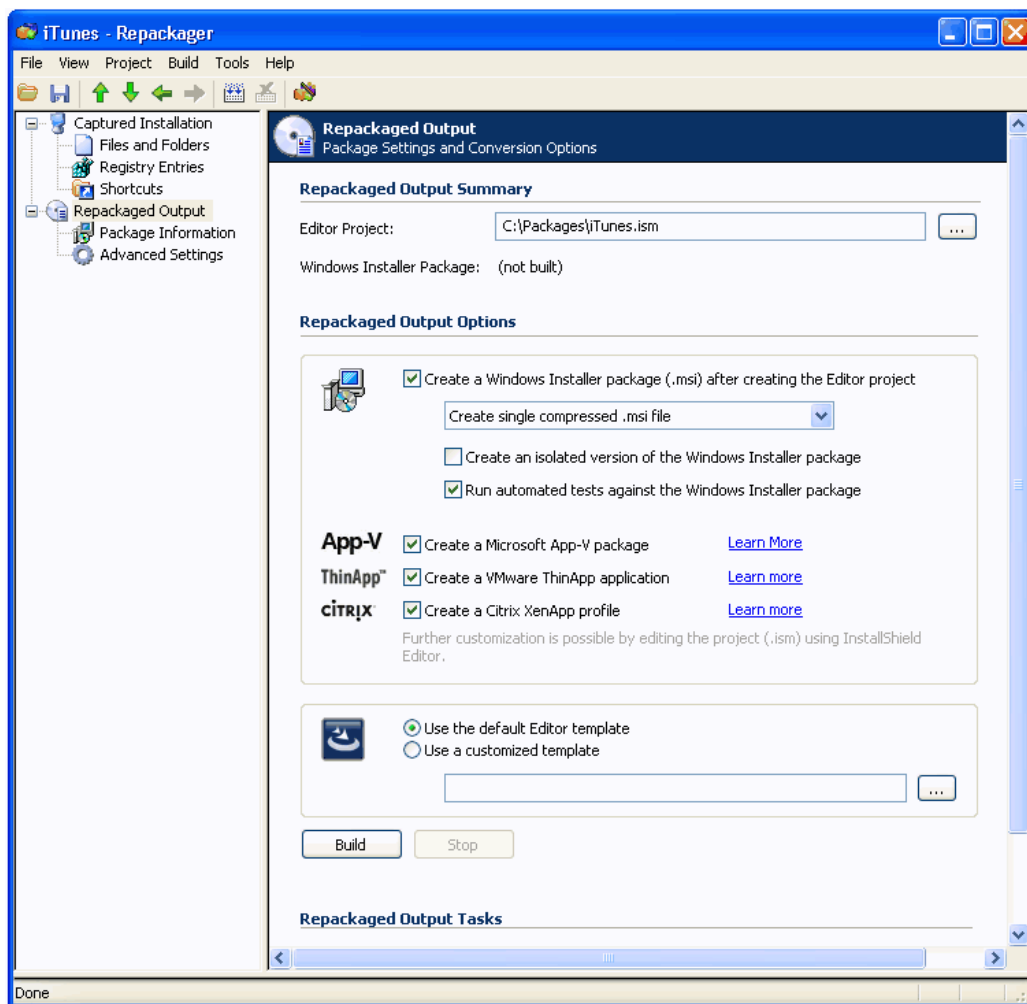 iTunes - Repackager
File View Project Build Tools Help
Captured Installation
Files and Folders
Registry Entries
Shortcuts
Repackaged Output
Package Information
Advanced Settings
Repackaged Output
Package Settings and Conversion Options
Repackaged Output Summary
Editor Project: C:\Packages\iTunes.ism ...
Windows Installer Package: (not built)
Repackaged Output Options
Create a Windows Installer package (.msi) after creating the Editor project
Create single compressed .msi file
Create an isolated version of the Windows Installer package
Run automated tests against the Windows Installer package
App-V Create a Microsoft App-V package Learn More
ThinApp™ Create a VMware ThinApp application Learn more
CITRIX Create a Citrix XenApp profile Learn more
Further customization is possible by editing the project (.ism) using InstallShield
Editor.
Use the default Editor template
Use a customized template
...
Build Stop
Repackaged Output Tasks
Done